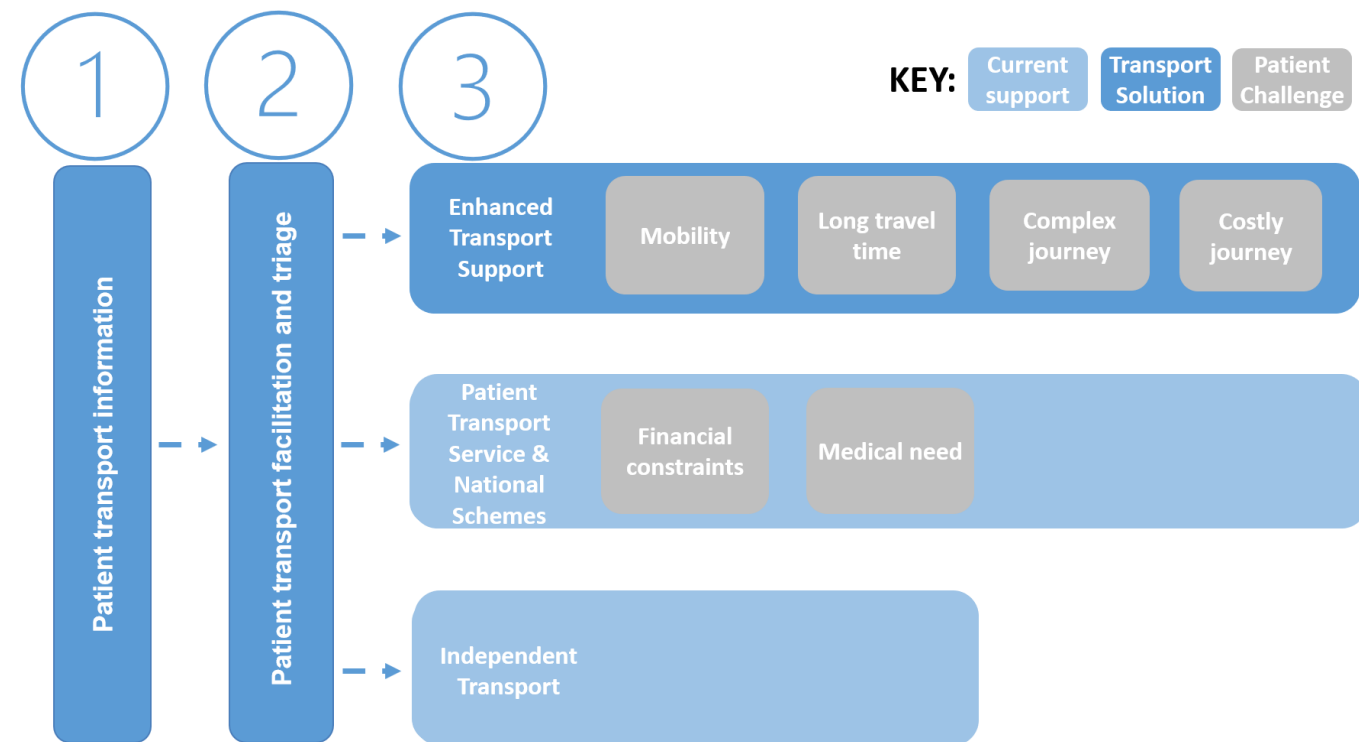 1
2
3
KEY:
Current
support
Transport
Solution
Patient
Challenge
Patient transport information
Patient transport facilitation and triage
Enhanced
Transport
Support
Mobility
Long travel
time
Complex
journey
Costly
journey
Patient
Transport
Service &
National
Schemes
Financial
constraints
Medical need
Independent
Transport